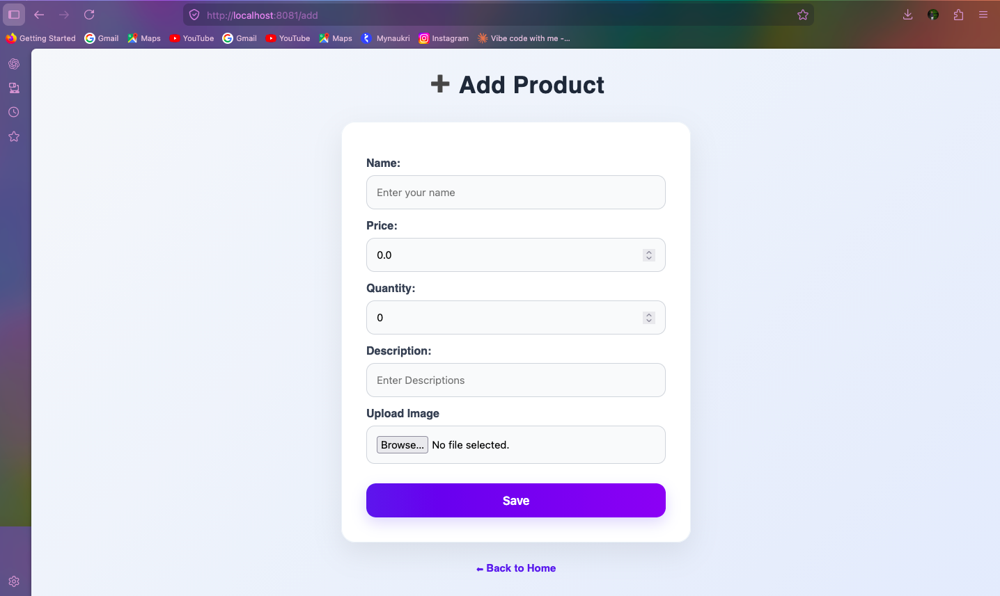 http://localhost:8081/add
Getting Started Gmail Maps YouTube Gmail YouTube Maps Mynaukri Instagram Vibe code with me -...
➕ Add Product
Name:
Enter your name
Price:
0.0
Quantity:
0
Description:
Enter Descriptions
Upload Image
Browse... No file selected.
Save
⬅ Back to Home